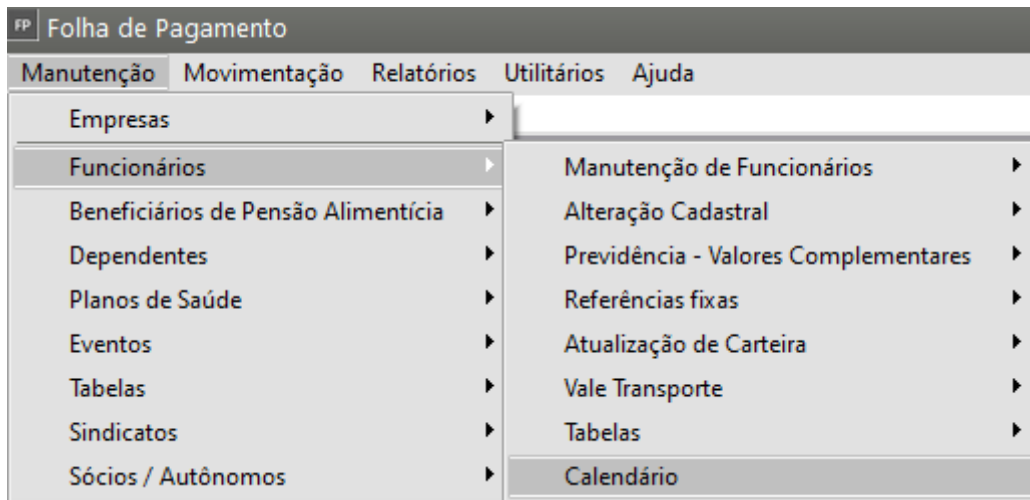 FP Folha de Pagamento
Manutenção Movimentação Relatórios Utilitários Ajuda
Empresas
Funcionários
Beneficiários de Pensão Alimentícia
Dependentes
Planos de Saúde
Eventos
Tabelas
Sindicatos
Sócios / Autônomos
Manutenção de Funcionários
Alteração Cadastral
Previdência - Valores Complementares
Referências fixas
Atualização de Carteira
Vale Transporte
Tabelas
Calendário